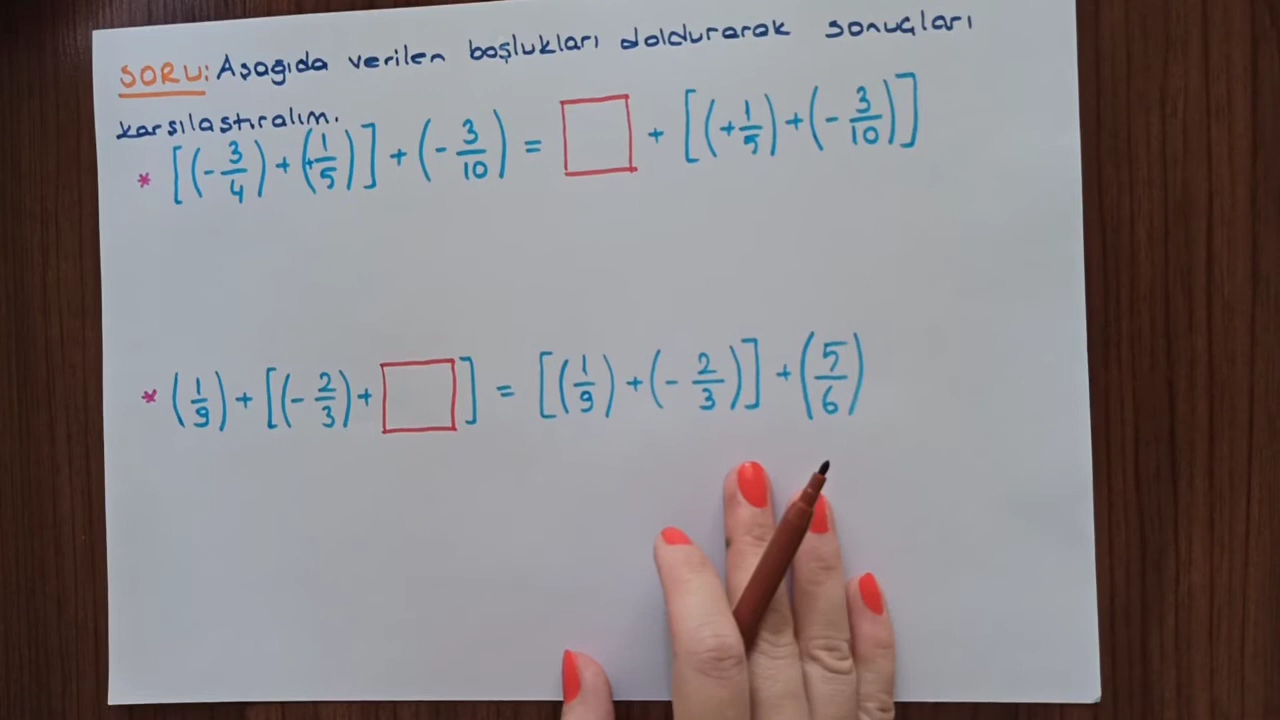 SORU: Aşağıda verilen boşlukları doldurarak sonuçları
karşılaştıralım.
* [(-3/4) + (+1/5)] + (-3/10) = □ + [(+1/5) + (-3/10)]
* (1/9) + [(-2/3) + □] = [(1/9) + (-2/3)] + (5/6)